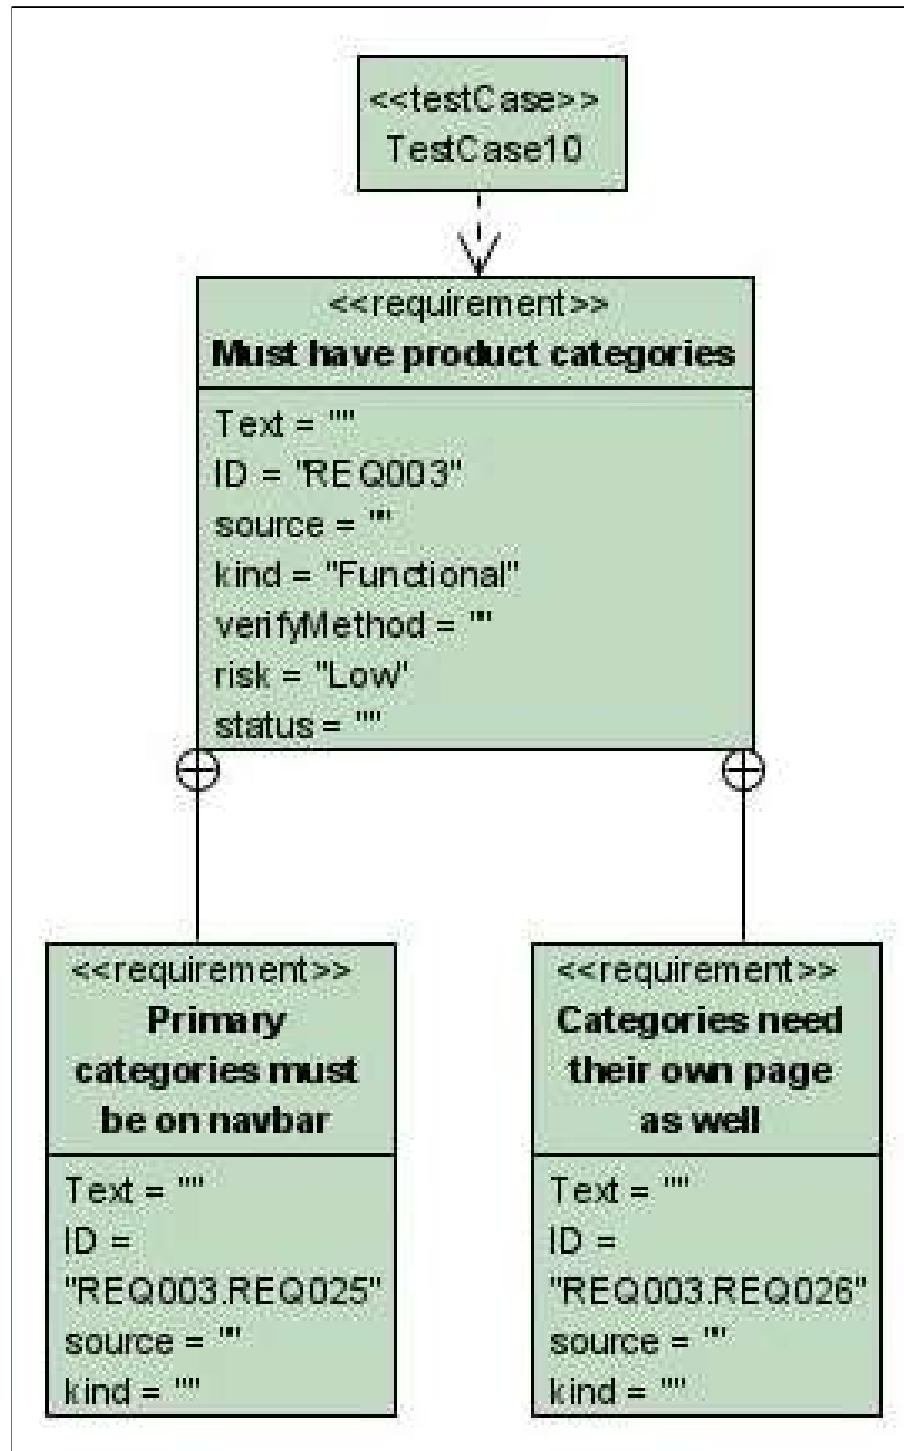 <<testCase>>
TestCase10
<<requirement>>
Must have product categories
Text = ""
ID = "REQ003"
source = ""
kind = "Functional"
verifyMethod = ""
risk = "Low"
status = ""
<<requirement>>
Primary
categories must
be on navbar
Text = ""
ID =
"REQ003.REQ025"
source = ""
kind = ""
<<requirement>>
Categories need
their own page
as well
Text = ""
ID =
"REQ003.REQ026"
source = ""
kind = ""